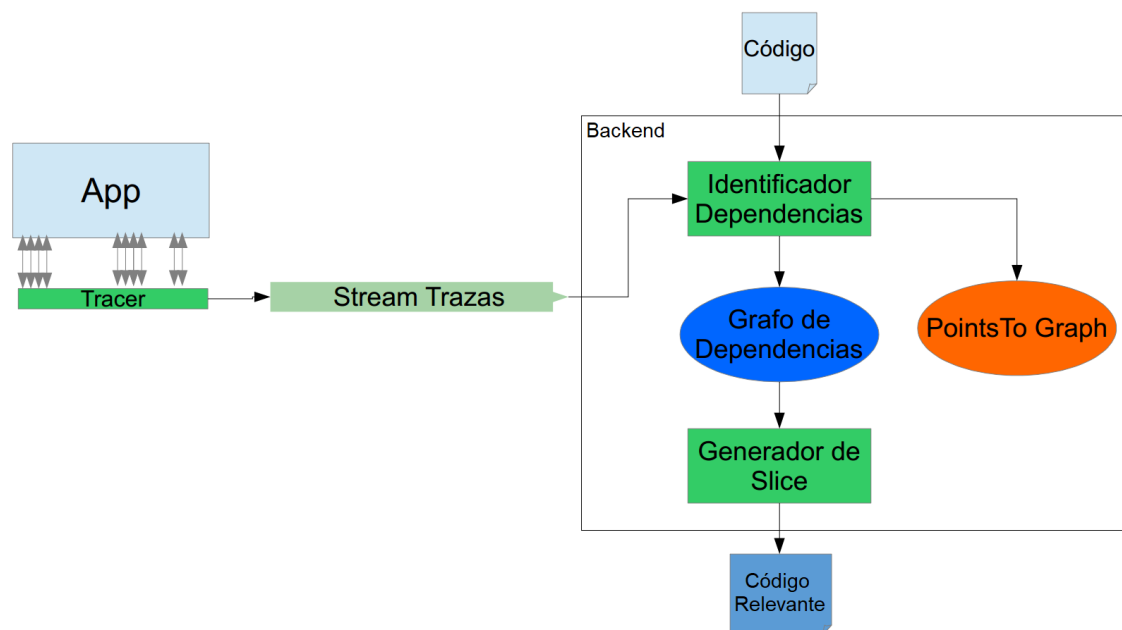 Código
Backend
App
Identificador
Dependencias
Tracer
Stream Trazas
Grafo de
Dependencias
PointsTo Graph
Generador de
Slice
Código
Relevante